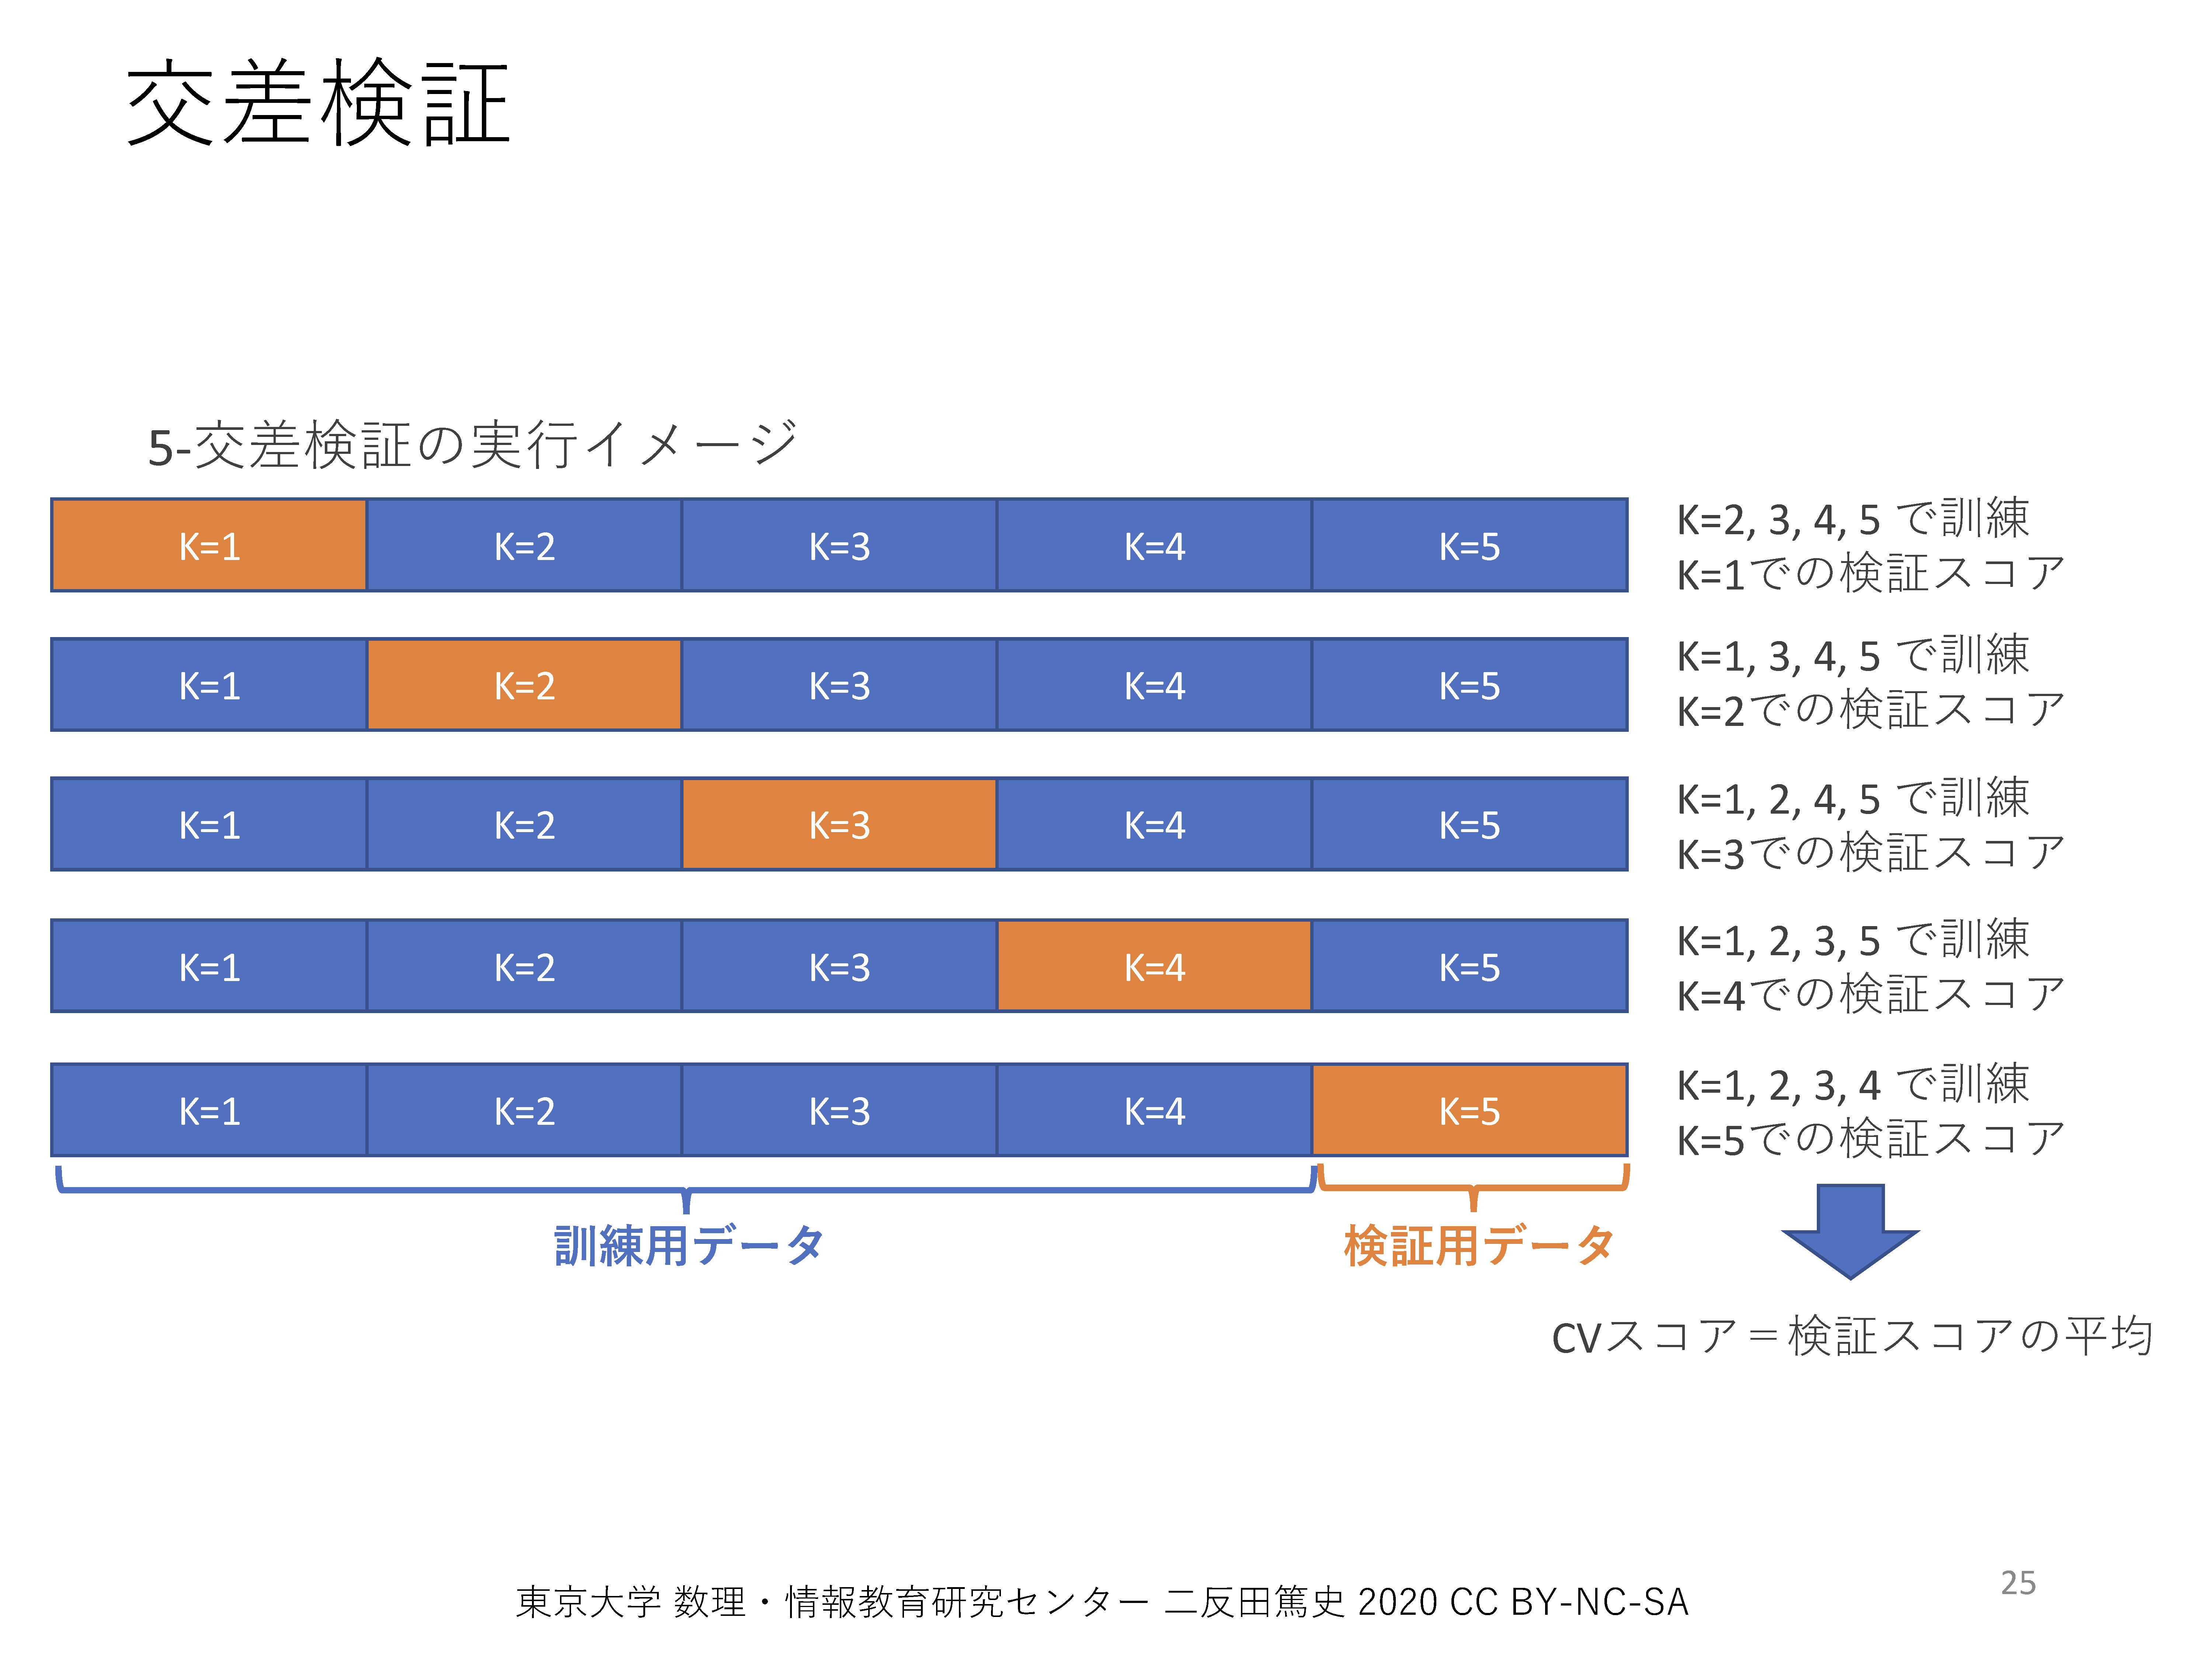 交差検証
5-交差検証の実行イメージ
K=1 K=2 K=3 K=4 K=5
K=2, 3, 4, 5 で訓練
K=1での検証スコア
K=1 K=2 K=3 K=4 K=5
K=1, 3, 4, 5 で訓練
K=2での検証スコア
K=1 K=2 K=3 K=4 K=5
K=1, 2, 4, 5 で訓練
K=3での検証スコア
K=1 K=2 K=3 K=4 K=5
K=1, 2, 3, 5 で訓練
K=4での検証スコア
K=1 K=2 K=3 K=4 K=5
K=1, 2, 3, 4 で訓練
K=5での検証スコア
訓練用データ
検証用データ
CVスコア＝検証スコアの平均
東京大学 数理・情報教育研究センター 二反田篤史 2020 CC BY-NC-SA
25